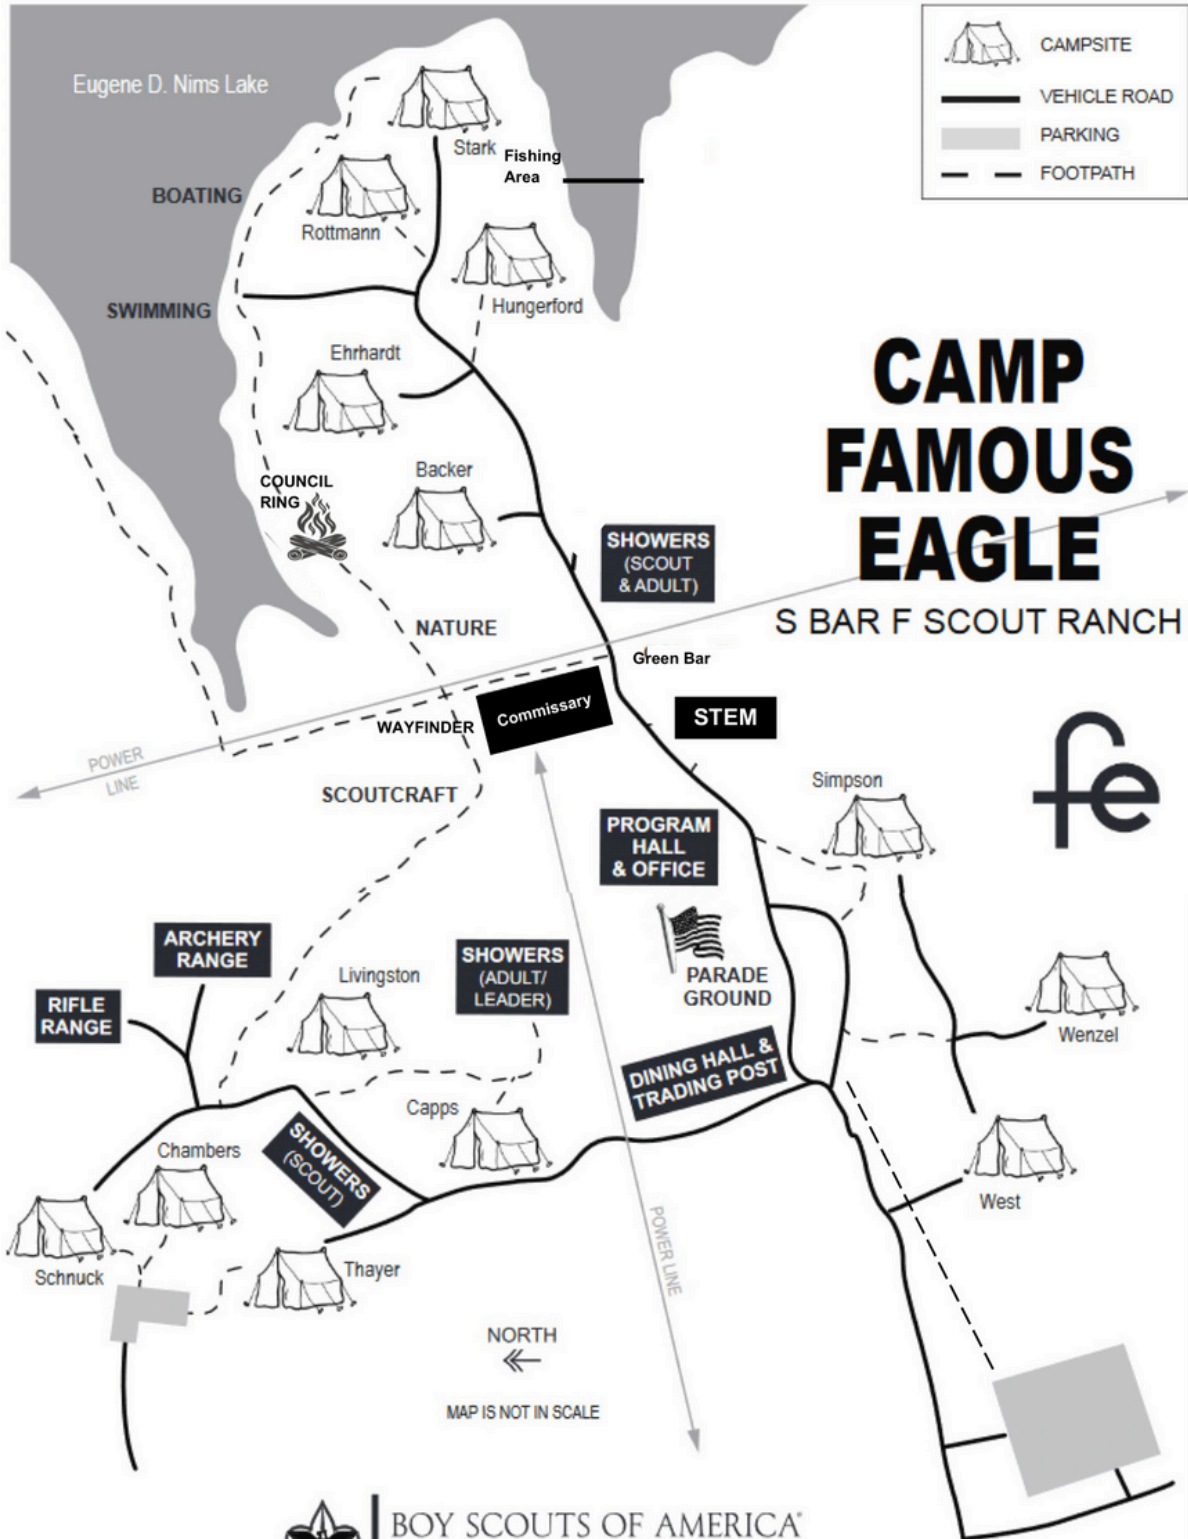 CAMPSITE
VEHICLE ROAD
PARKING
FOOTPATH
Eugene D. Nims Lake
Stark
Fishing
Area
BOATING
Rottmann
Hungerford
SWIMMING
Ehrhardt
CAMP
FAMOUS
EAGLE
S BAR F SCOUT RANCH
Backer
COUNCIL
RING
SHOWERS
(SCOUT
& ADULT)
NATURE
Green Bar
Commissary
WAYFINDER
STEM
POWER
LINE
SCOUTCRAFT
Simpson
fe
PROGRAM
HALL
& OFFICE
ARCHERY
RANGE
Livingston
SHOWERS
(ADULT/
LEADER)
PARADE
GROUND
RIFLE
RANGE
Wenzel
DINING HALL &
TRADING POST
Capps
Chambers
SHOWERS
(SCOUT)
West
Schnuck
Thayer
POWER LINE
NORTH
MAP IS NOT IN SCALE
BOY SCOUTS OF AMERICA®